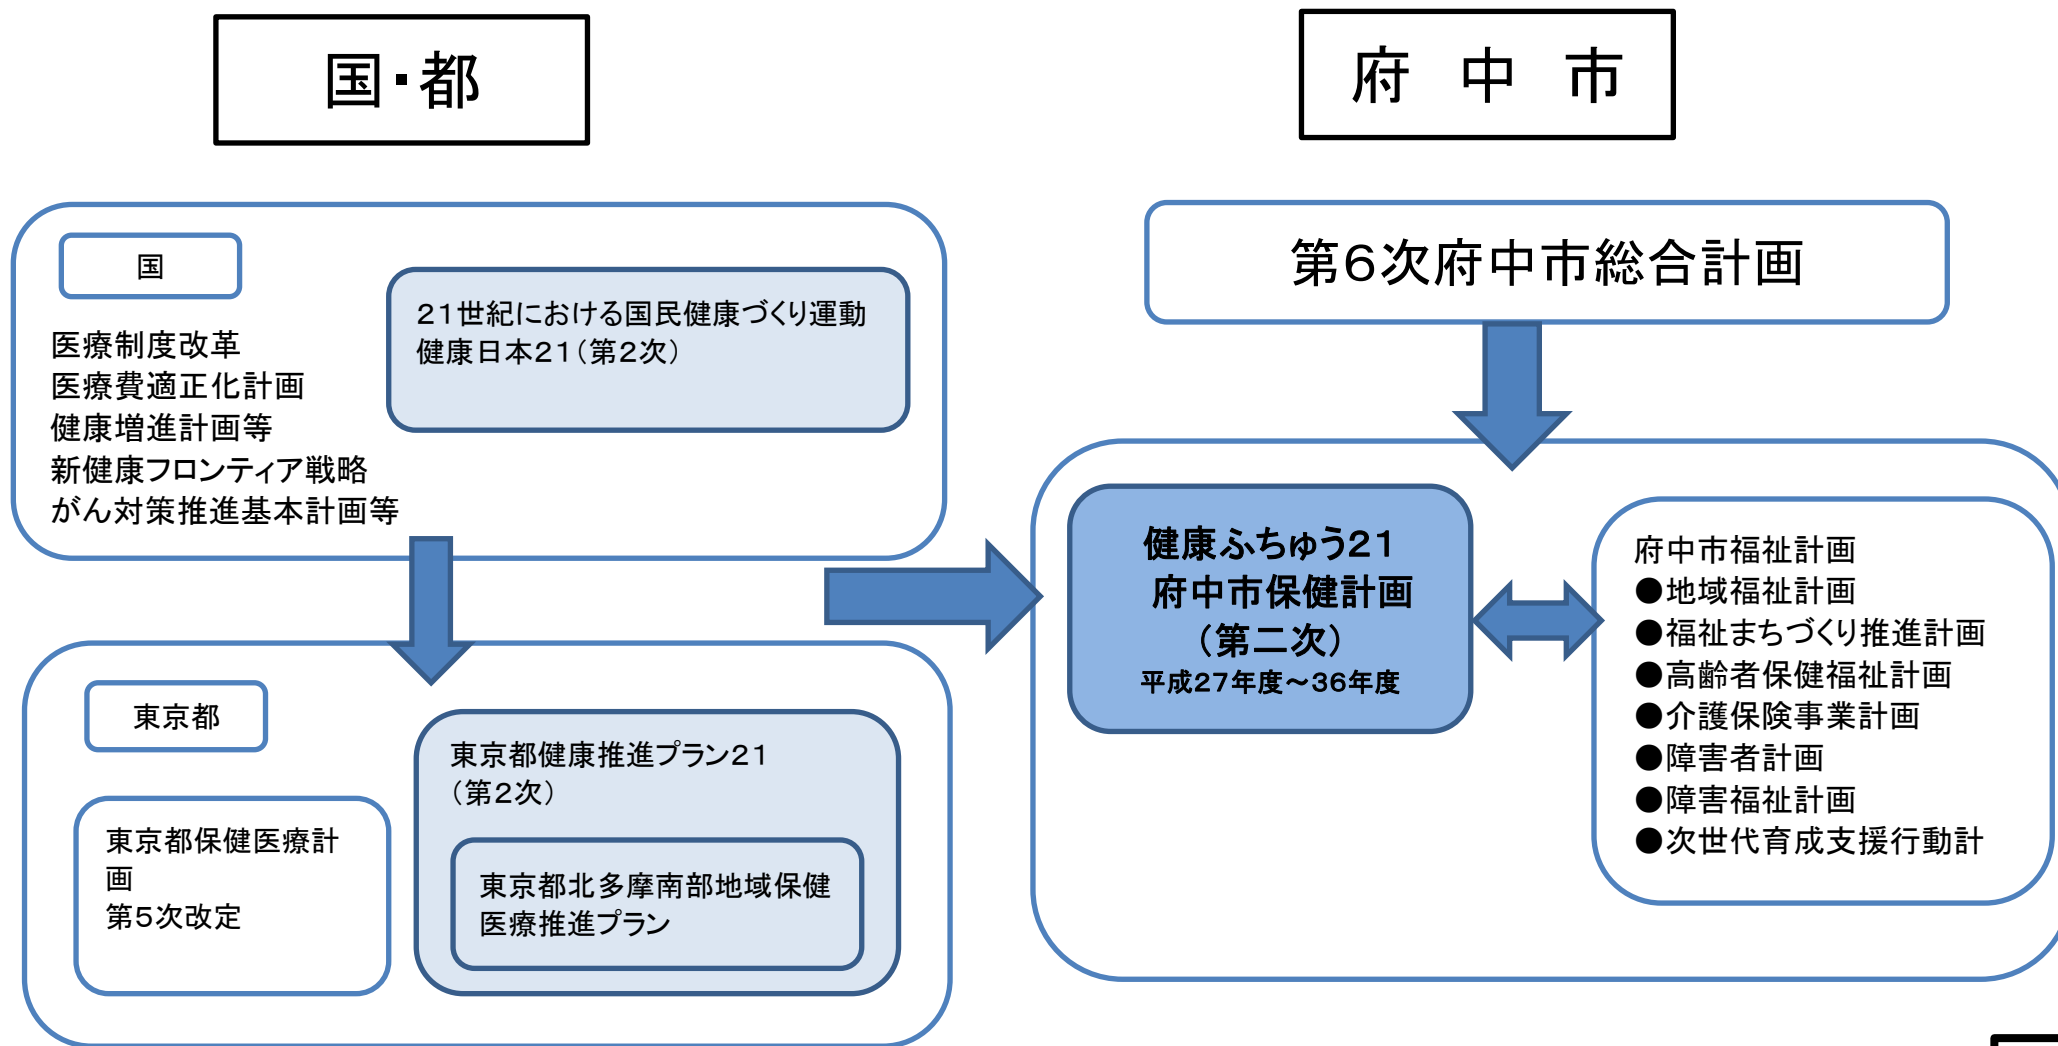 国・都
府 中 市
国
医療制度改革
医療費適正化計画
健康増進計画等
新健康フロンティア戦略
がん対策推進基本計画等
21世紀における国民健康づくり運動
健康日本21(第2次)
東京都
東京都保健医療計
画
第5次改定
東京都健康推進プラン21
(第2次)
東京都北多摩南部地域保健
医療推進プラン
第6次府中市総合計画
健康ふちゅう21
府中市保健計画
(第二次)
平成27年度～36年度
府中市福祉計画
●地域福祉計画
●福祉まちづくり推進計画
●高齢者保健福祉計画
●介護保険事業計画
●障害者計画
●障害福祉計画
●次世代育成支援行動計